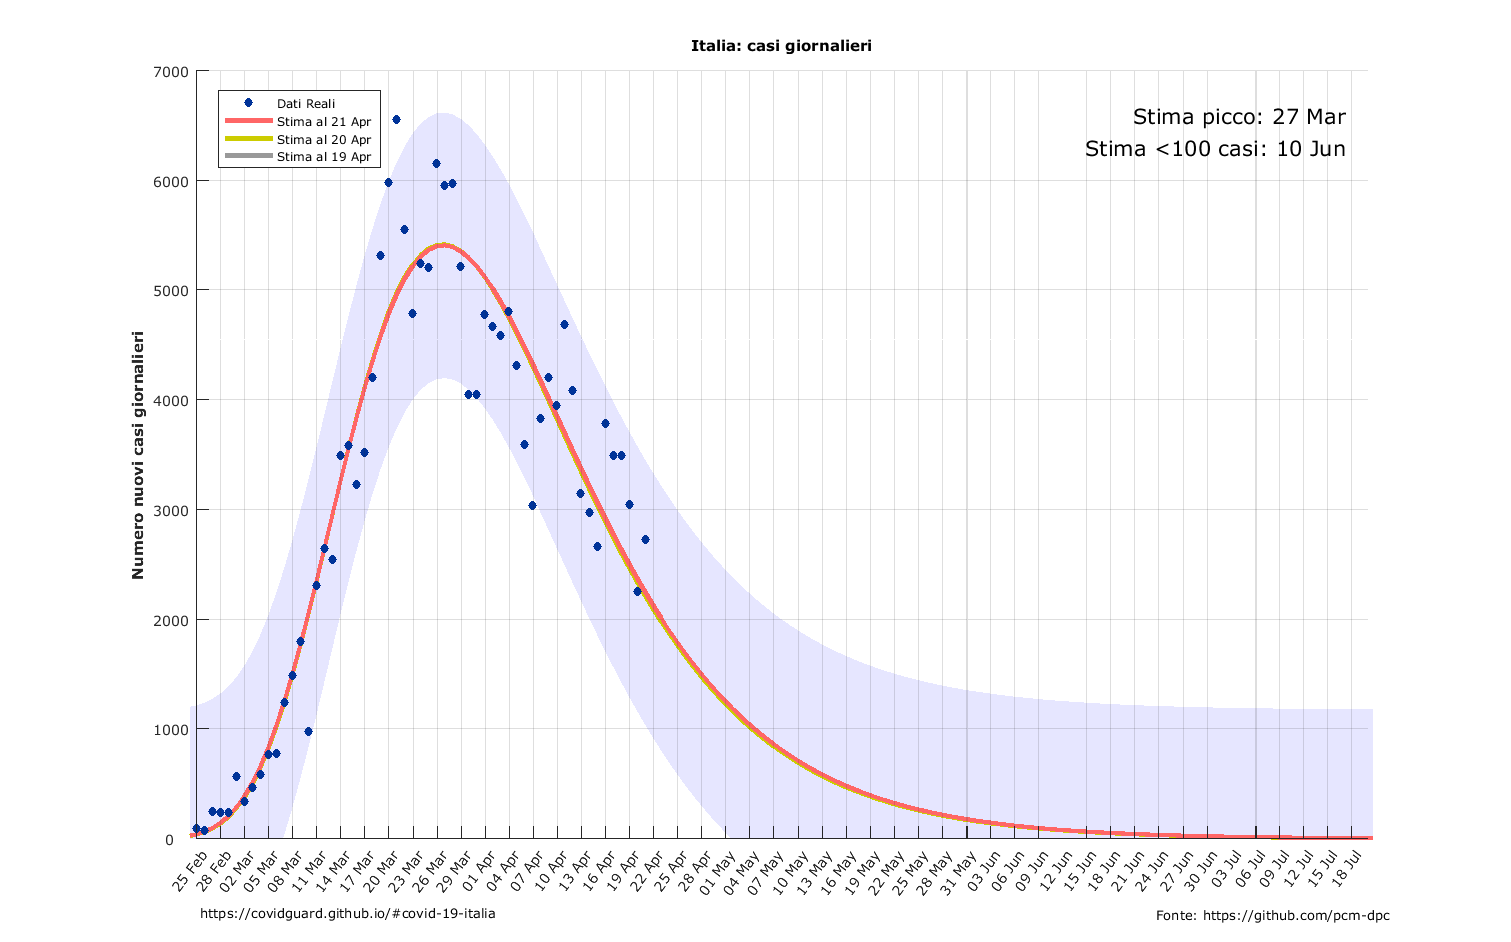 Italia: casi giornalieri
7000
6000
5000
4000
3000
2000
1000
0
Numero nuovi casi giornalieri
Dati Reali
Stima al 21 Apr
Stima al 20 Apr
Stima al 19 Apr
Stima picco: 27 Mar
Stima <100 casi: 10 Jun
25 Feb
28 Feb
02 Mar
05 Mar
08 Mar
11 Mar
14 Mar
17 Mar
20 Mar
23 Mar
26 Mar
29 Mar
01 Apr
04 Apr
07 Apr
10 Apr
13 Apr
16 Apr
19 Apr
22 Apr
25 Apr
28 Apr
01 May
04 May
07 May
10 May
13 May
16 May
19 May
22 May
25 May
28 May
31 May
03 Jun
06 Jun
09 Jun
12 Jun
15 Jun
18 Jun
21 Jun
24 Jun
27 Jun
30 Jun
03 Jul
06 Jul
09 Jul
12 Jul
15 Jul
18 Jul
https://covidguard.github.io/#covid-19-italia
Fonte: https://github.com/pcm-dpc